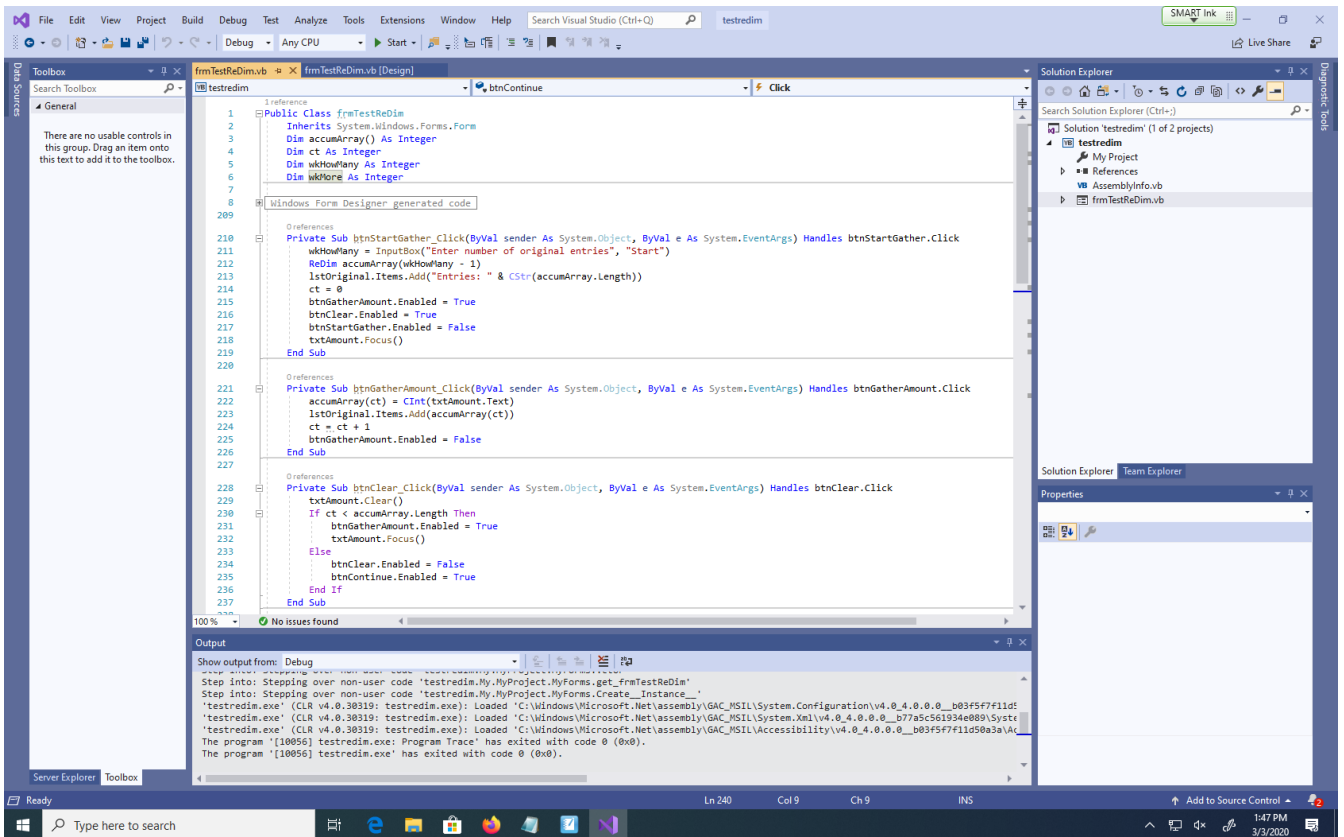 File Edit View Project Build Debug Test Analyze Tools Extensions Window Help Search Visual Studio (Ctrl+Q) testredim SMART Ink
Debug Any CPU Start Live Share
Data Sources
Toolbox
Search Toolbox
General
There are no usable controls in
this group. Drag an item onto
this text to add it to the toolbox.
Server Explorer Toolbox
frmTestReDim.vb frmTestReDim.vb [Design]
VB testredim btnContinue Click
1 reference
1 Public Class frmTestReDim
2 Inherits System.Windows.Forms.Form
3 Dim accumArray() As Integer
4 Dim ct As Integer
5 Dim wkHowMany As Integer
6 Dim wkMore As Integer
7
8 Windows Form Designer generated code
209
0 references
210 Private Sub btnStartGather_Click(ByVal sender As System.Object, ByVal e As System.EventArgs) Handles btnStartGather.Click
211 wkHowMany = InputBox("Enter number of original entries", "Start")
212 ReDim accumArray(wkHowMany - 1)
213 lstOriginal.Items.Add("Entries: " & CStr(accumArray.Length))
214 ct = 0
215 btnGatherAmount.Enabled = True
216 btnClear.Enabled = True
217 btnStartGather.Enabled = False
218 txtAmount.Focus()
219 End Sub
220
0 references
221 Private Sub btnGatherAmount_Click(ByVal sender As System.Object, ByVal e As System.EventArgs) Handles btnGatherAmount.Click
222 accumArray(ct) = CInt(txtAmount.Text)
223 lstOriginal.Items.Add(accumArray(ct))
224 ct = ct + 1
225 btnGatherAmount.Enabled = False
226 End Sub
227
0 references
228 Private Sub btnClear_Click(ByVal sender As System.Object, ByVal e As System.EventArgs) Handles btnClear.Click
229 txtAmount.Clear()
230 If ct < accumArray.Length Then
231 btnGatherAmount.Enabled = True
232 txtAmount.Focus()
233 Else
234 btnClear.Enabled = False
235 btnContinue.Enabled = True
236 End If
237 End Sub
100 % No issues found
Output
Show output from: Debug
Step into: Stepping over non-user code 'testredim.My.MyProject.MyForms.get_frmTestReDim'
Step into: Stepping over non-user code 'testredim.My.MyProject.MyForms.Create__Instance__'
'testredim.exe' (CLR v4.0.30319: testredim.exe): Loaded 'C:\Windows\Microsoft.Net\assembly\GAC_MSIL\System.Configuration\v4.0_4.0.0.0__b03f5f7f11d5
'testredim.exe' (CLR v4.0.30319: testredim.exe): Loaded 'C:\Windows\Microsoft.Net\assembly\GAC_MSIL\System.Xml\v4.0_4.0.0.0__b77a5c561934e089\Syste
'testredim.exe' (CLR v4.0.30319: testredim.exe): Loaded 'C:\Windows\Microsoft.Net\assembly\GAC_MSIL\Accessibility\v4.0_4.0.0.0__b03f5f7f11d50a3a\Ac
The program '[10056] testredim.exe: Program Trace' has exited with code 0 (0x0).
The program '[10056] testredim.exe' has exited with code 0 (0x0).
Solution Explorer
Search Solution Explorer (Ctrl+;)
Solution 'testredim' (1 of 2 projects)
VB testredim
My Project
References
VB AssemblyInfo.vb
frmTestReDim.vb
Solution Explorer Team Explorer
Properties
Diagnostic Tools
Ready Ln 240 Col 9 Ch 9 INS Add to Source Control 2
Type here to search
1:47 PM
3/3/2020